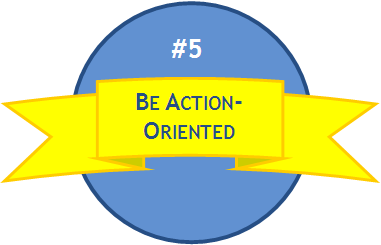 #5
BE ACTION-
ORIENTED